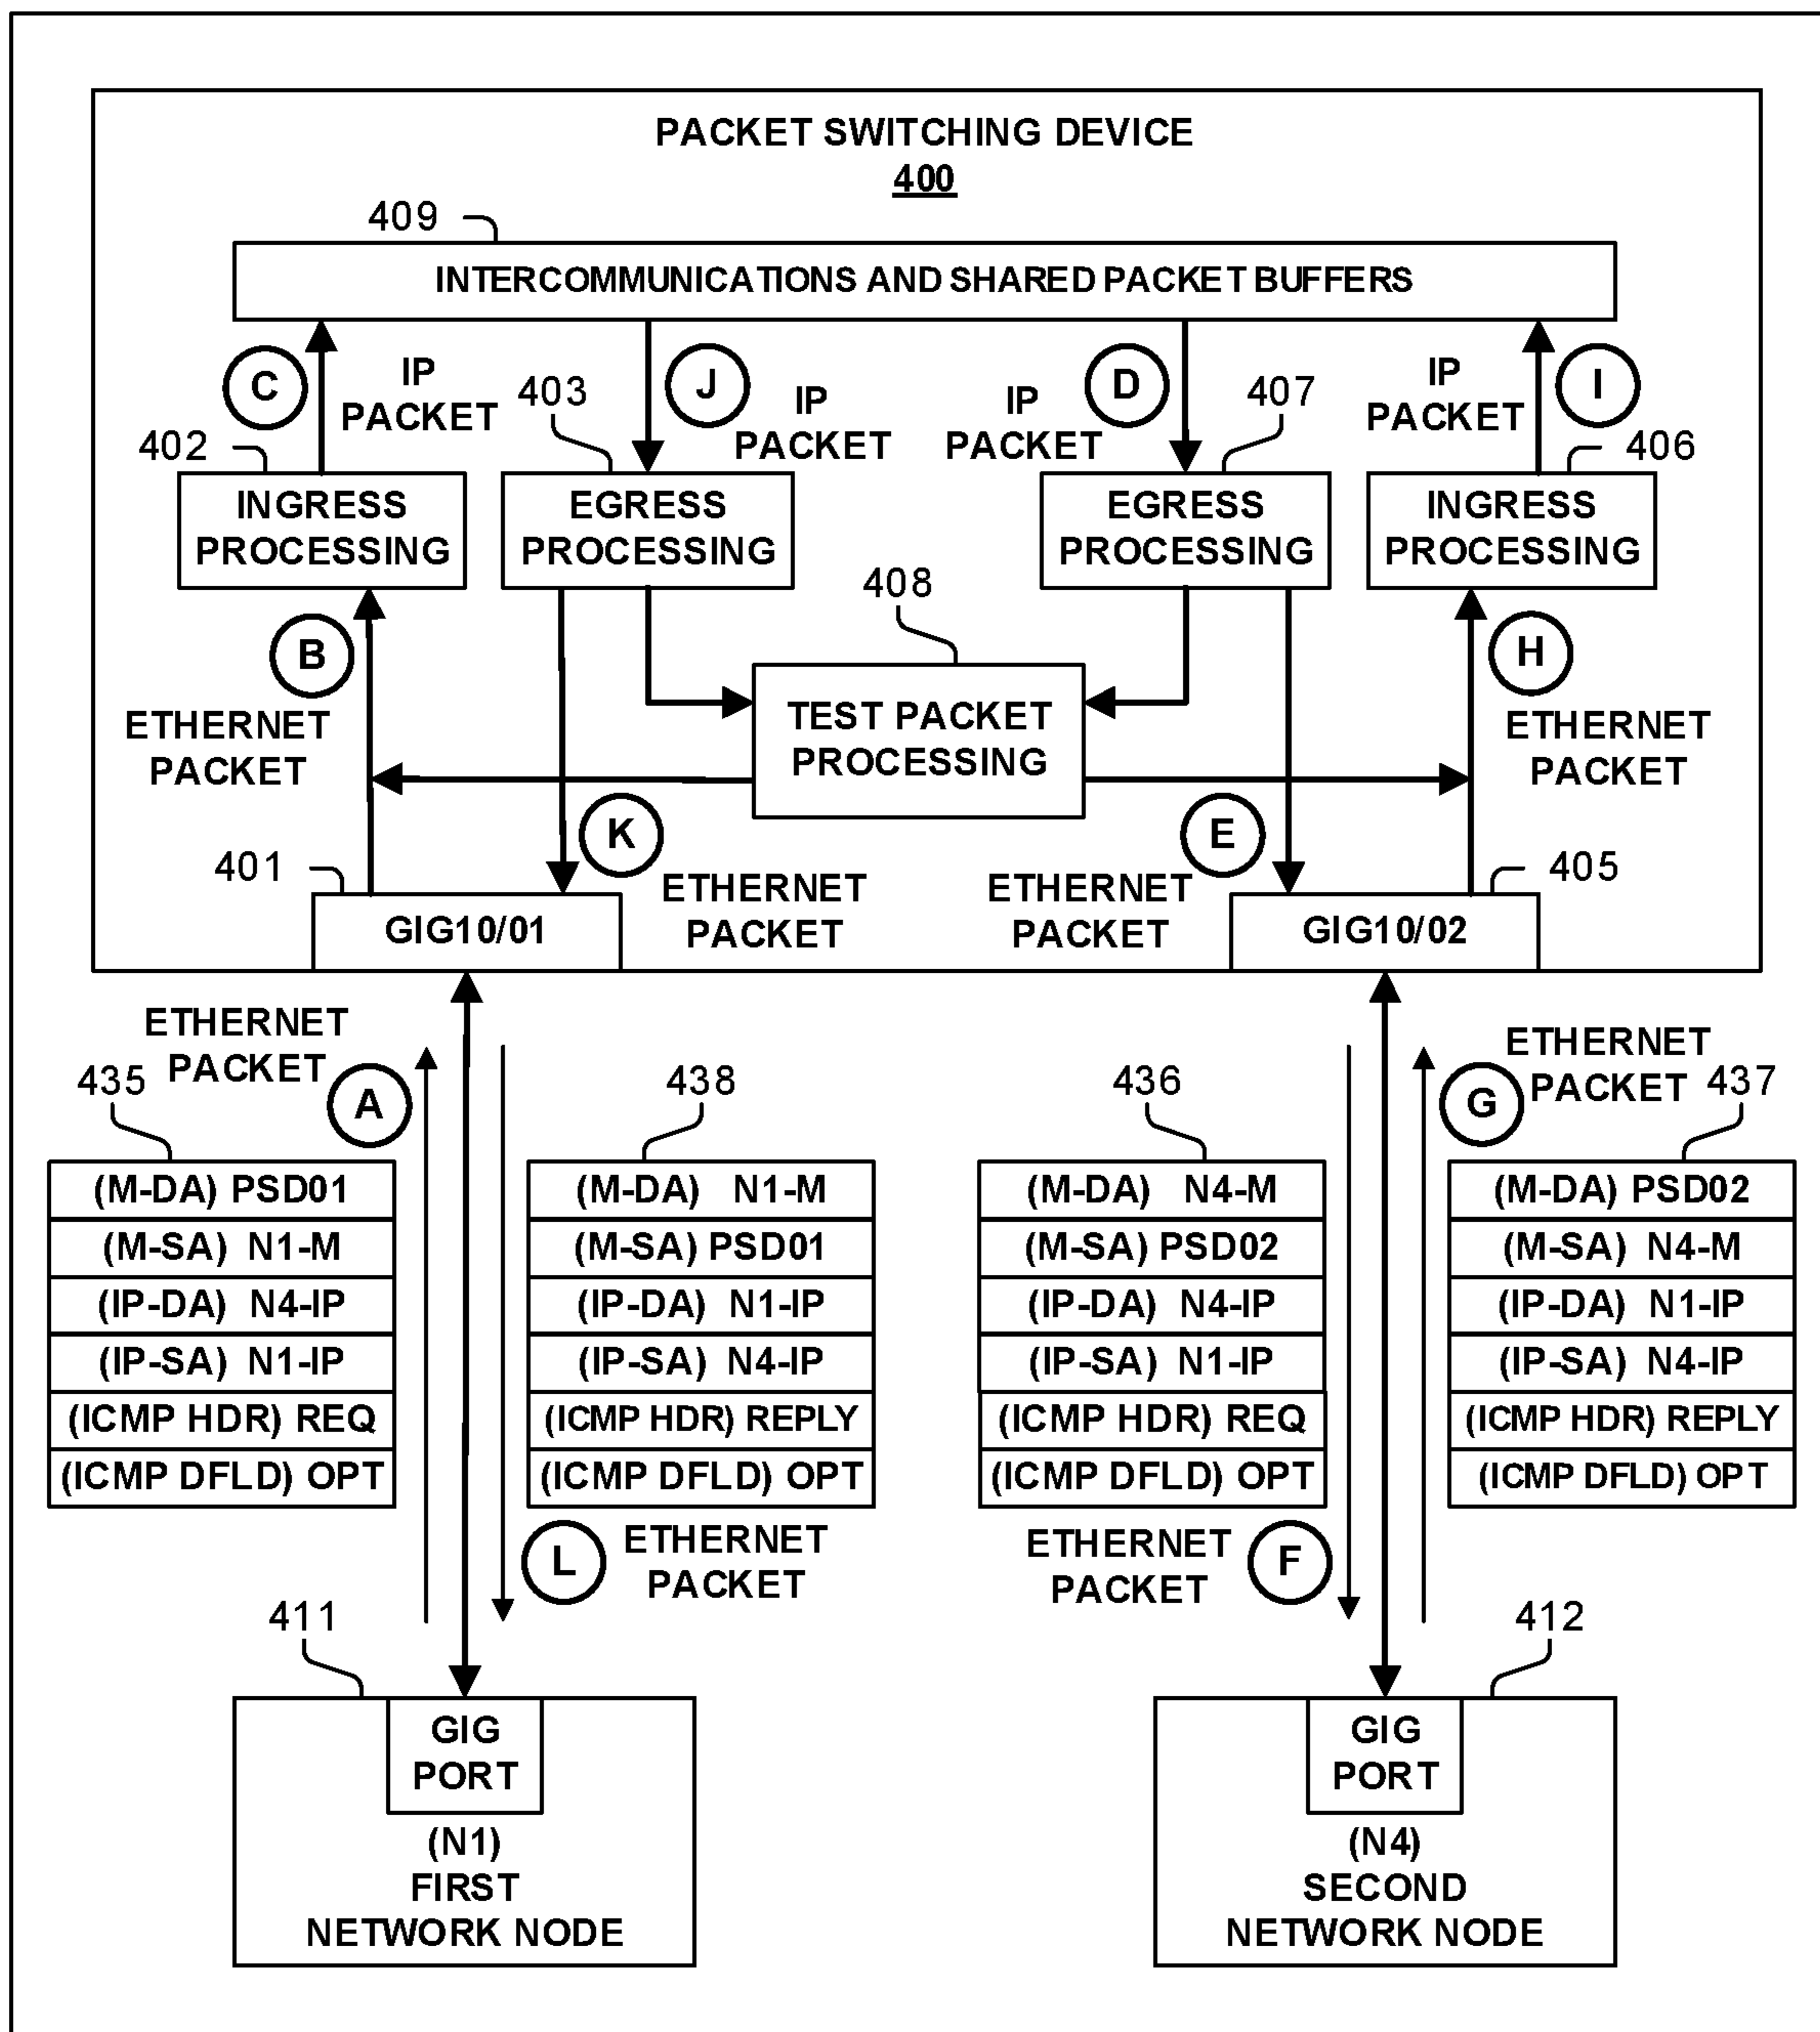 PACKET SWITCHING DEVICE
400
409
INTERCOMMUNICATIONS AND SHARED PACKET BUFFERS
C
IP
PACKET
J
IP
PACKET
IP
PACKET
D
IP
PACKET
I
402
403
407
406
INGRESS
PROCESSING
EGRESS
PROCESSING
EGRESS
PROCESSING
INGRESS
PROCESSING
408
B
H
ETHERNET
PACKET
TEST PACKET
PROCESSING
ETHERNET
PACKET
K
E
401
ETHERNET
PACKET
ETHERNET
PACKET
405
GIG10/01
GIG10/02
ETHERNET
PACKET
A
ETHERNET
PACKET
G
435
438
436
437
(M-DA) PSD01
(M-SA) N1-M
(IP-DA) N4-IP
(IP-SA) N1-IP
(ICMP HDR) REQ
(ICMP DFLD) OPT
(M-DA) N1-M
(M-SA) PSD01
(IP-DA) N1-IP
(IP-SA) N4-IP
(ICMP HDR) REPLY
(ICMP DFLD) OPT
(M-DA) N4-M
(M-SA) PSD02
(IP-DA) N4-IP
(IP-SA) N1-IP
(ICMP HDR) REQ
(ICMP DFLD) OPT
(M-DA) PSD02
(M-SA) N4-M
(IP-DA) N1-IP
(IP-SA) N4-IP
(ICMP HDR) REPLY
(ICMP DFLD) OPT
L
ETHERNET
PACKET
ETHERNET
PACKET
F
411
412
GIG
PORT
(N1)
FIRST
NETWORK NODE
GIG
PORT
(N4)
SECOND
NETWORK NODE